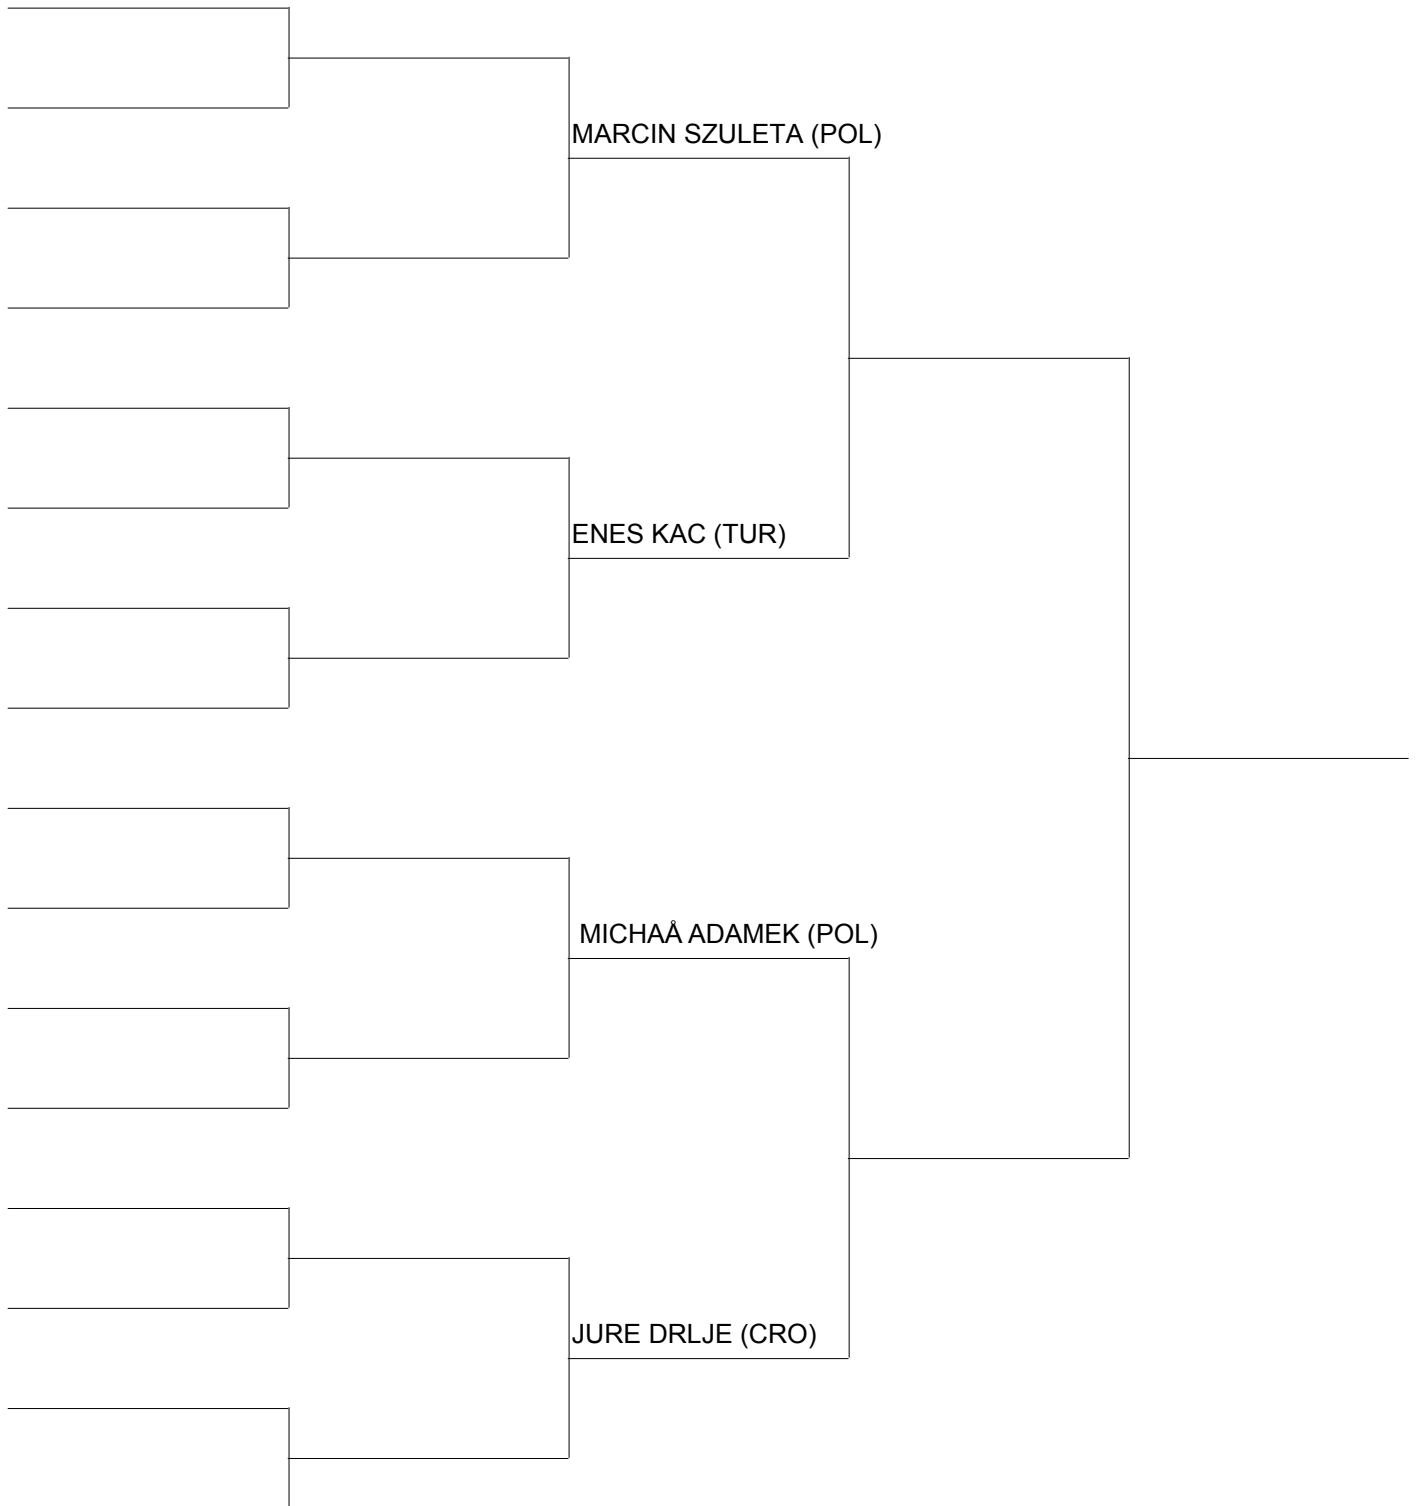 MARCIN SZULETA (POL)
ENES KAC (TUR)
MICHAÅ ADAMEK (POL)
JURE DRLJE (CRO)